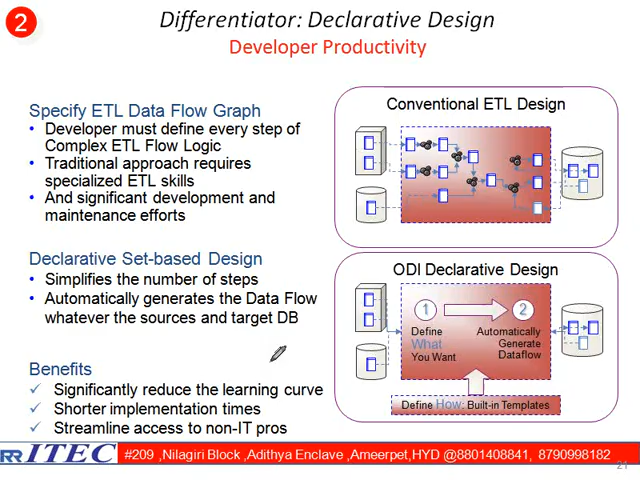 2
Differentiator: Declarative Design
Developer Productivity
Specify ETL Data Flow Graph
• Developer must define every step of
Complex ETL Flow Logic
• Traditional approach requires
specialized ETL skills
• And significant development and
maintenance efforts
Declarative Set-based Design
• Simplifies the number of steps
• Automatically generates the Data Flow
whatever the sources and target DB
Benefits
✓ Significantly reduce the learning curve
✓ Shorter implementation times
✓ Streamline access to non-IT pros
Conventional ETL Design
ODI Declarative Design
1
Define
What
You Want
2
Automatically
Generate
Dataflow
Define How: Built-in Templates
RR ITEC #209 ,Nilagiri Block ,Adithya Enclave ,Ameerpet,HYD @8801408841, 8790998182
21